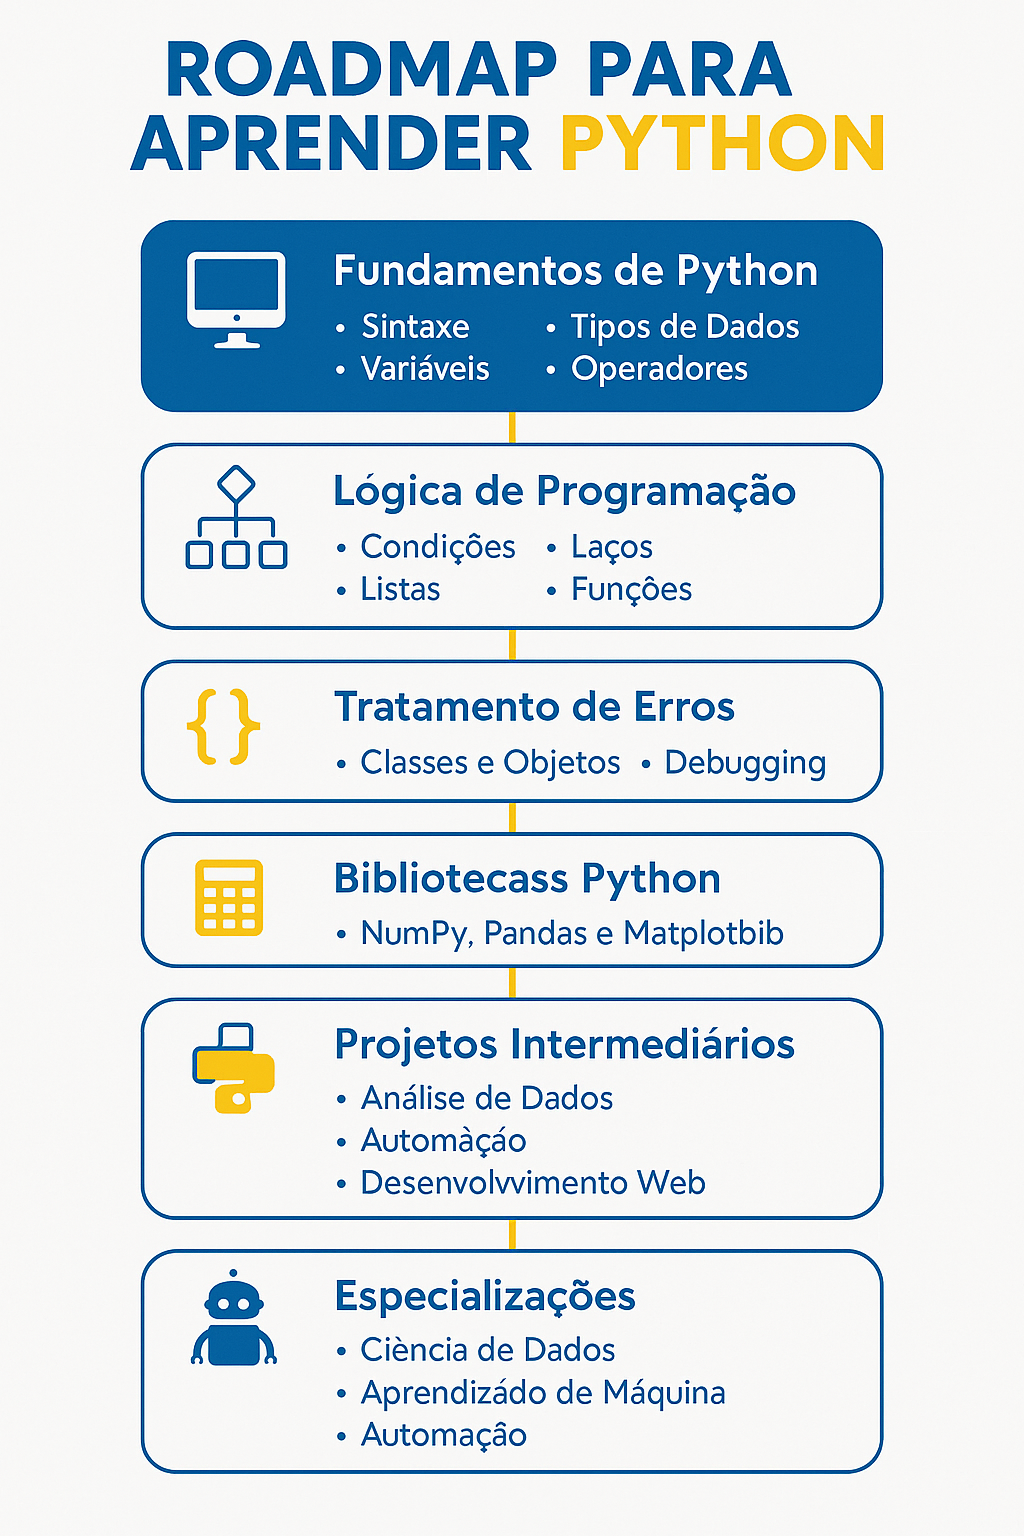 ROADMAP PARA
APRENDER PYTHON
Fundamentos de Python
• Sintaxe • Tipos de Dados
• Variáveis • Operadores
Lógica de Programação
• Condições • Laços
• Listas • Funçôes
Tratamento de Erros
• Classes e Objetos • Debugging
Bibliotecass Python
• NumPy, Pandas e Matplotbib
Projetos Intermediários
• Análise de Dados
• Automàçáo
• Desenvolvvimento Web
Especializações
• Ciència de Dados
• Aprendizádo de Máquina
• Automaçâo